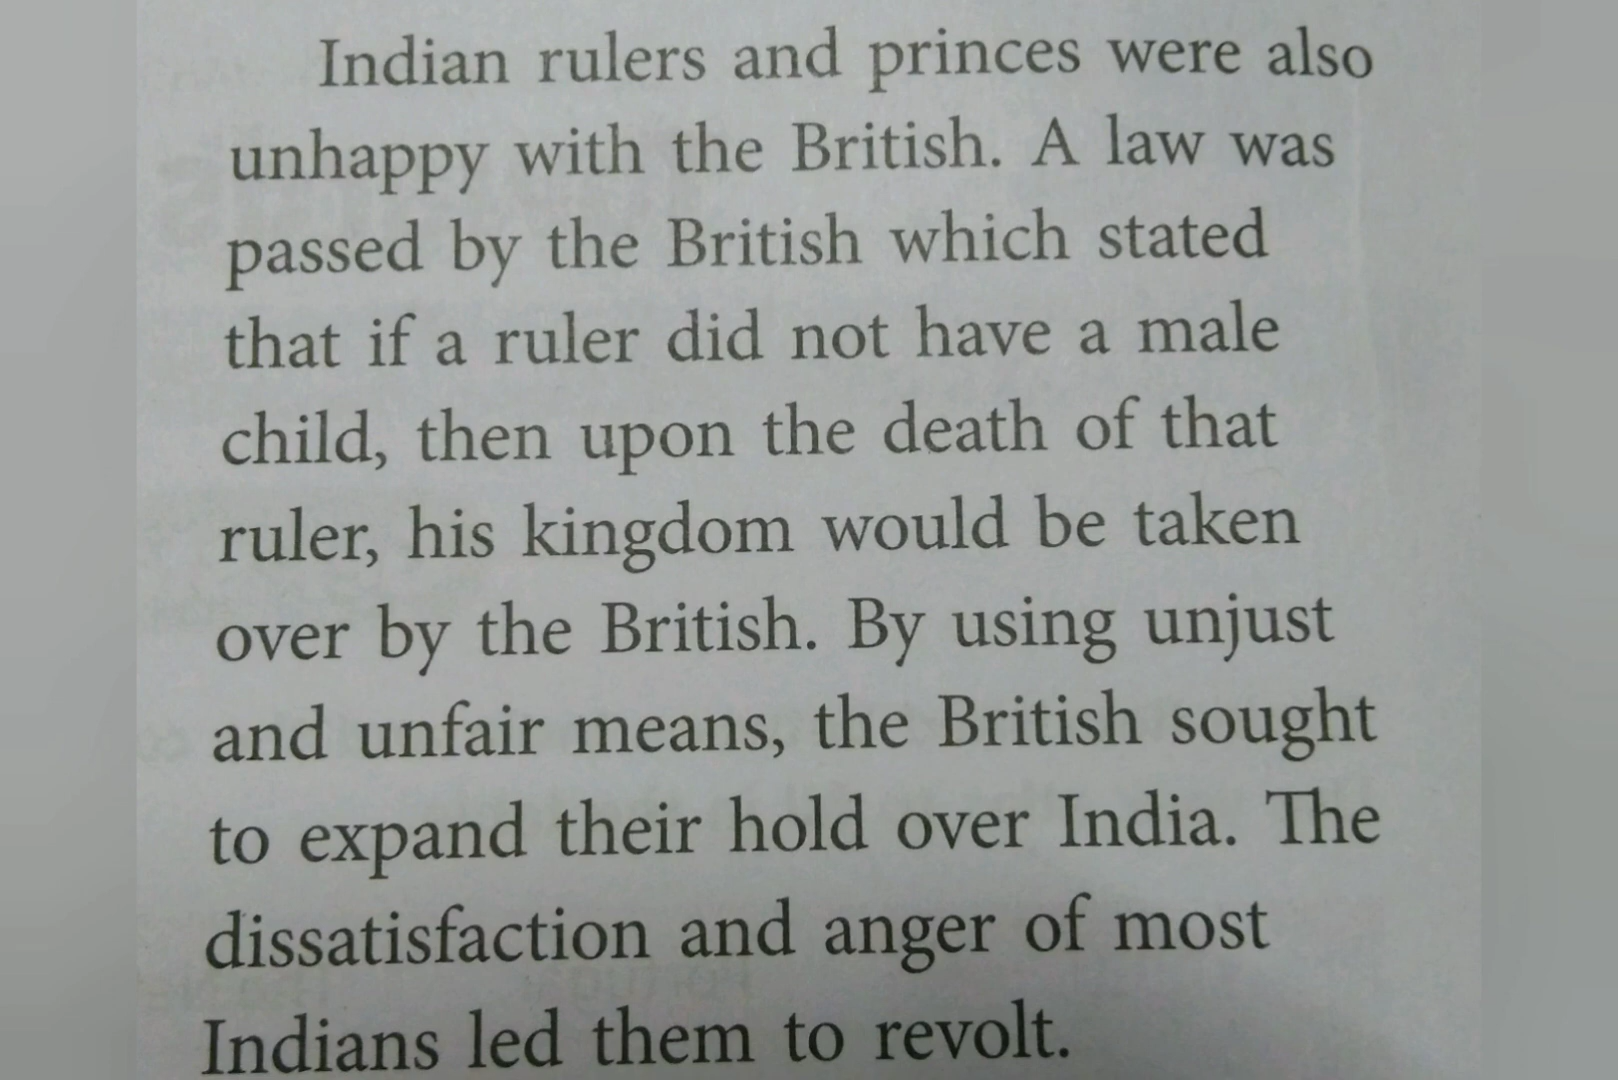 Indian rulers and princes were also
unhappy with the British. A law was
passed by the British which stated
that if a ruler did not have a male
child, then upon the death of that
ruler, his kingdom would be taken
over by the British. By using unjust
and unfair means, the British sought
to expand their hold over India. The
dissatisfaction and anger of most
Indians led them to revolt.